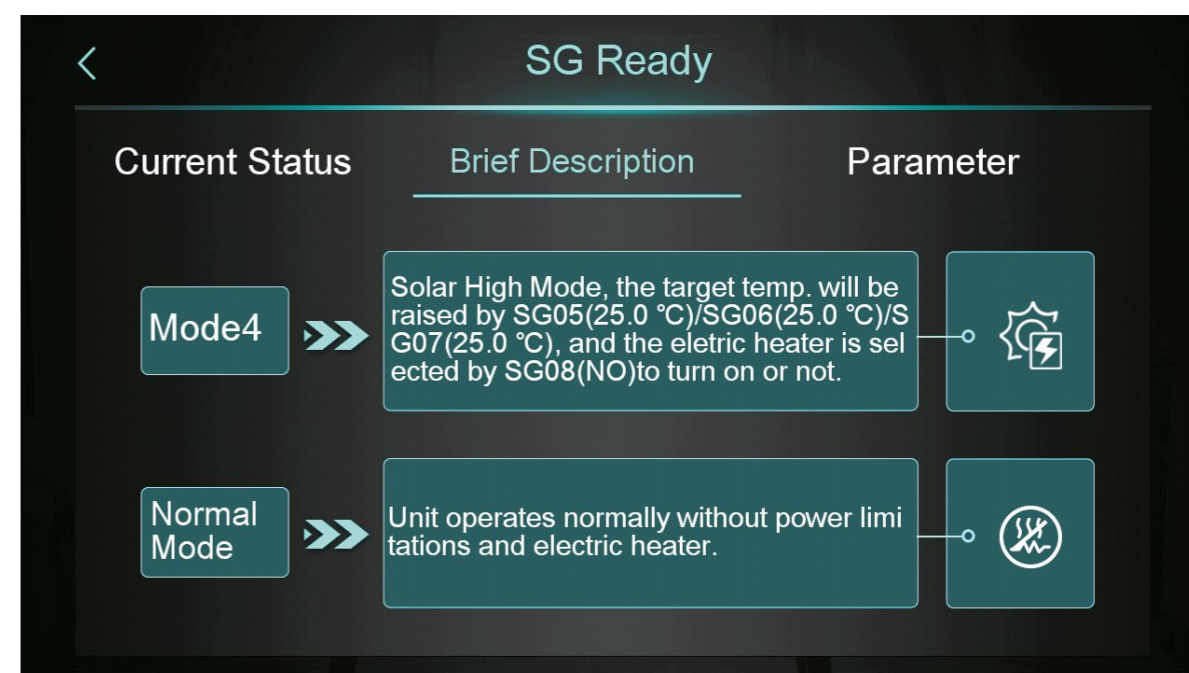 SG Ready
Current Status
Brief Description
Parameter
Mode4
Solar High Mode, the target temp. will be
raised by SG05(25.0 ℃)/SG06(25.0 ℃)/S
G07(25.0 ℃), and the eletric heater is sel
ected by SG08(NO)to turn on or not.
Normal
Mode
Unit operates normally without power limi
tations and electric heater.